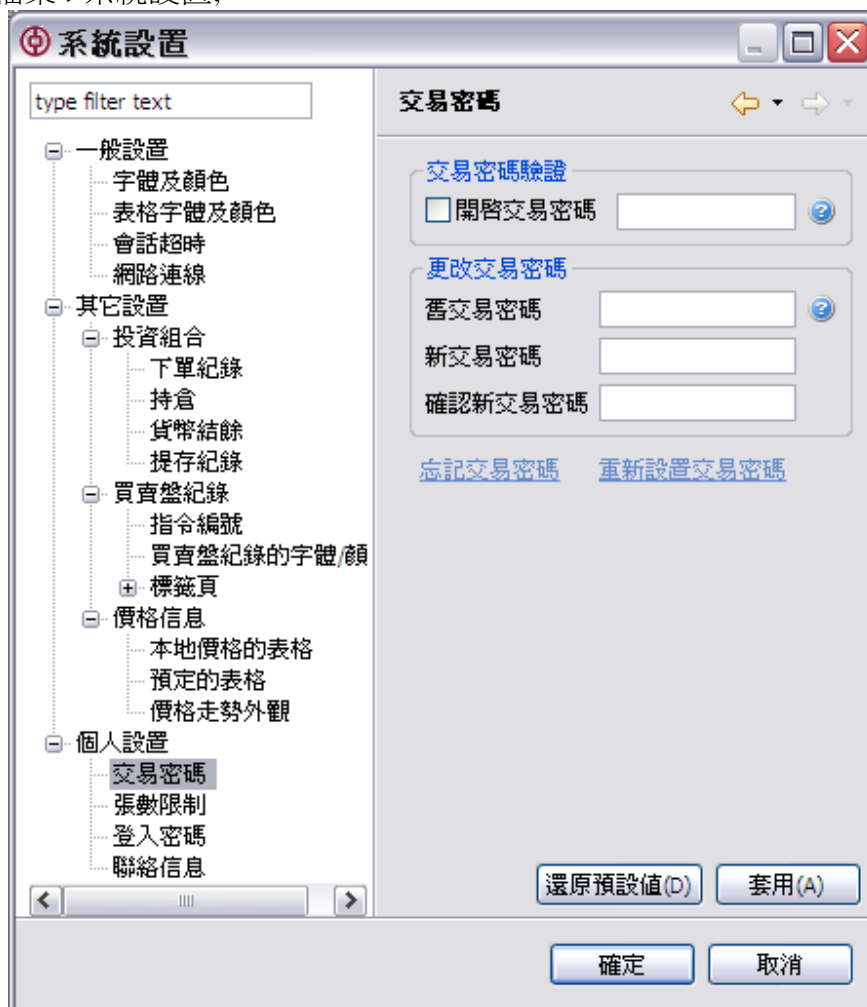 系統設置
type filter text
一般設置
字體及顏色
表格字體及顏色
會話超時
網路連線
其它設置
投資組合
下單紀錄
持倉
貨幣結餘
提存紀錄
買賣盤紀錄
指令編號
買賣盤紀錄的字體/顏
標籤頁
價格信息
本地價格的表格
預定的表格
價格走勢外觀
個人設置
交易密碼
張數限制
登入密碼
聯絡信息
交易密碼
交易密碼驗證
開啓交易密碼
更改交易密碼
舊交易密碼
新交易密碼
確認新交易密碼
忘記交易密碼 重新設置交易密碼
還原預設值(D) 套用(A)
確定 取消